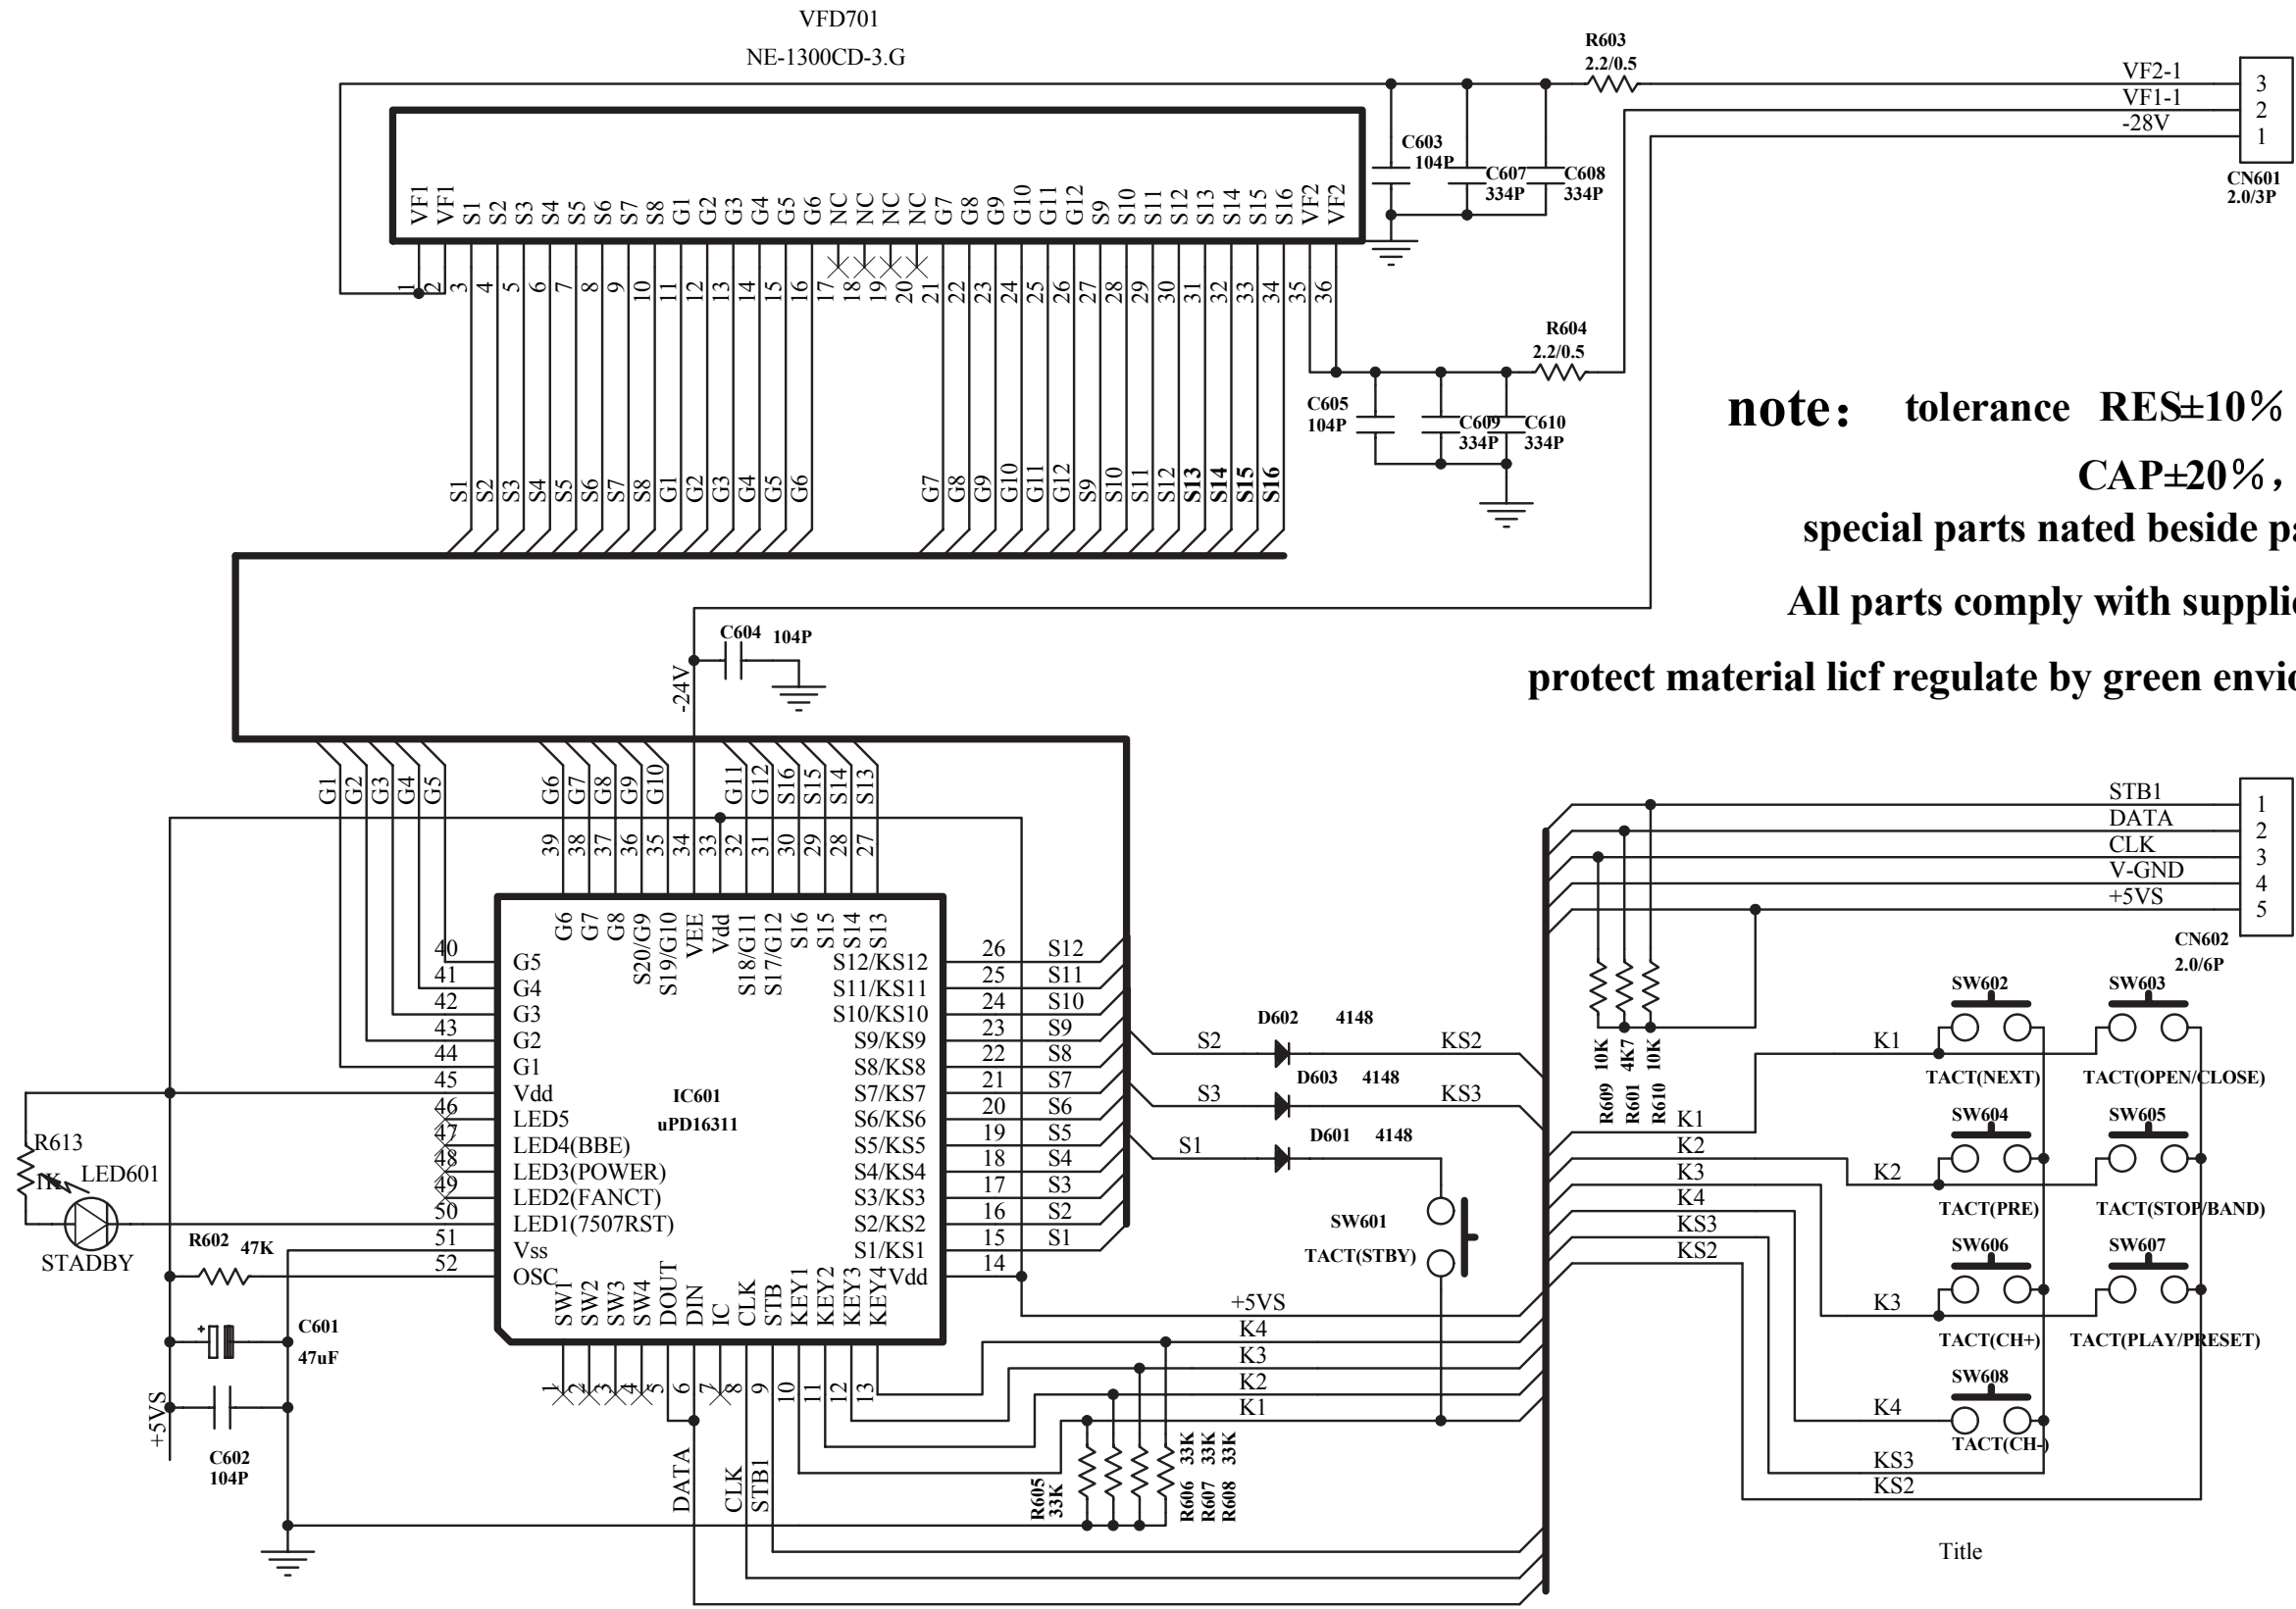 VFD701
NE-1300CD-3.G
R603
2.2/0.5
VF2-1 3
VF1-1 2
-28V 1
CN601
2.0/3P
C603
104P
C607
334P
C608
334P
VF1 VF1 S1 S2 S3 S4 S5 S6 S7 S8 G1 G2 G3 G4 G5 G6 NC NC NC NC G7 G8 G9 G10 G11 G12 S9 S10 S11 S12 S13 S14 S15 S16 VF2 VF2
1 2 3 4 5 6 7 8 9 10 11 12 13 14 15 16 17 18 19 20 21 22 23 24 25 26 27 28 29 30 31 32 33 34 35 36
R604
2.2/0.5
C605
104P
C609
334P
C610
334P
S1 S2 S3 S4 S5 S6 S7 S8 G1 G2 G3 G4 G5 G6 G7 G8 G9 G10 G11 G12 S9 S10 S11 S12 S13 S14 S15 S16
note： tolerance RES±10%
CAP±20%，
special parts nated beside pa
All parts comply with supplie
protect material licf regulate by green envio
C604 104P
-24V
G1 G2 G3 G4 G5 G6 G7 G8 G9 G10 G11 G12 S16 S15 S14 S13
39 38 37 36 35 34 33 32 31 30 29 28 27
G6 G7 G8 S20/G9 S19/G10 VEE Vdd S18/G11 S17/G12 S16 S15 S14 S13
40 G5
41 G4
42 G3
43 G2
44 G1
45 Vdd
46 LED5
47 LED4(BBE)
48 LED3(POWER)
49 LED2(FANCT)
50 LED1(7507RST)
51 Vss
52 OSC
IC601
uPD16311
S12/KS12 26 S12
S11/KS11 25 S11
S10/KS10 24 S10
S9/KS9 23 S9
S8/KS8 22 S8
S7/KS7 21 S7
S6/KS6 20 S6
S5/KS5 19 S5
S4/KS4 18 S4
S3/KS3 17 S3
S2/KS2 16 S2
S1/KS1 15 S1
Vdd 14
SW1 SW2 SW3 SW4 DOUT DIN IC CLK STB KEY1 KEY2 KEY3 KEY4
1 2 3 4 5 6 7 8 9 10 11 12 13
R613
1K
LED601
STADBY
R602 47K
C601
47uF
C602
104P
+5VS
DATA CLK STB1
R605
33K
R606 33K
R607 33K
R608 33K
+5VS
K4
K3
K2
K1
D602 4148
S2 KS2
D603 4148
S3 KS3
D601 4148
S1
SW601
TACT(STBY)
STB1 1
DATA 2
CLK 3
V-GND 4
+5VS 5
CN602
2.0/6P
R609 10K
R601 4K7
R610 10K
K1
K2
K3
K4
KS3
KS2
K1
K2
K3
K4
KS3
KS2
SW602
TACT(NEXT)
SW603
TACT(OPEN/CLOSE)
SW604
TACT(PRE)
SW605
TACT(STOP/BAND)
SW606
TACT(CH+)
SW607
TACT(PLAY/PRESET)
SW608
TACT(CH-)
Title